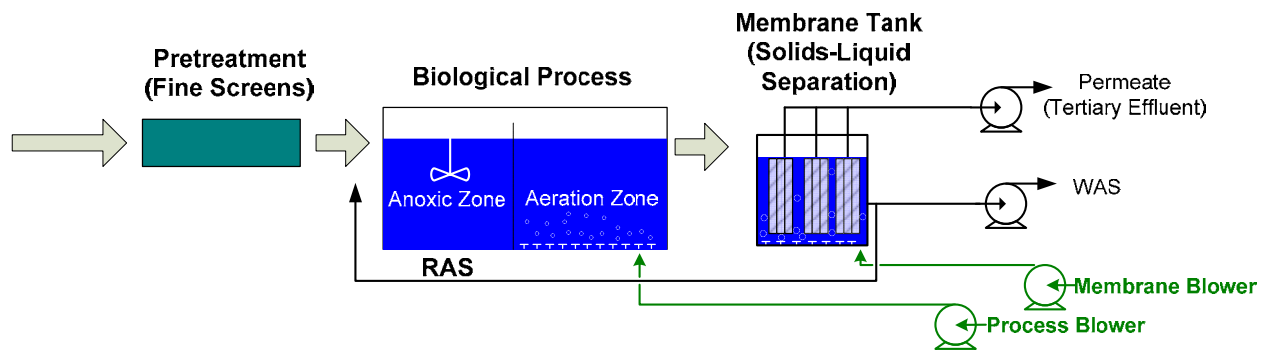 Pretreatment
(Fine Screens)
Biological Process
Membrane Tank
(Solids-Liquid
Separation)
Permeate
(Tertiary Effluent)
Anoxic Zone
Aeration Zone
WAS
RAS
Membrane Blower
Process Blower